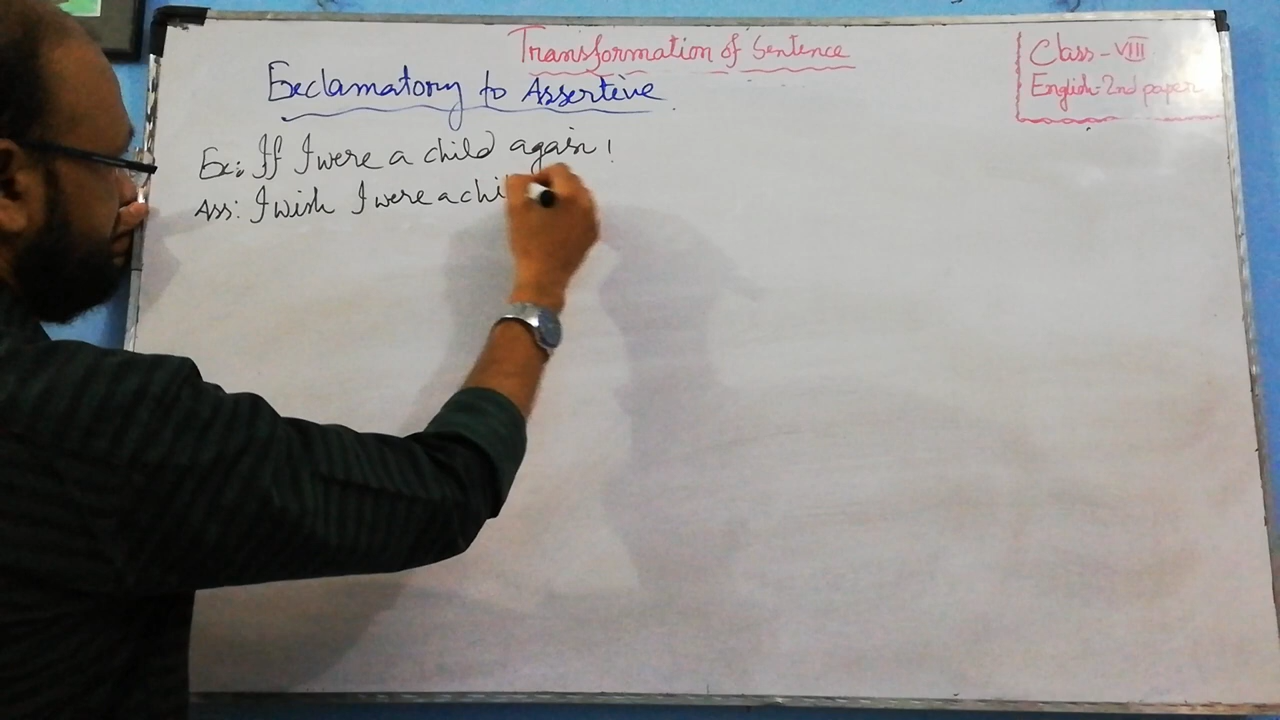 Transformation of Sentence
Class-VIII
English-2nd paper
Exclamatory to Assertive
Ex: If I were a child again!
Ass: I wish I were a chi